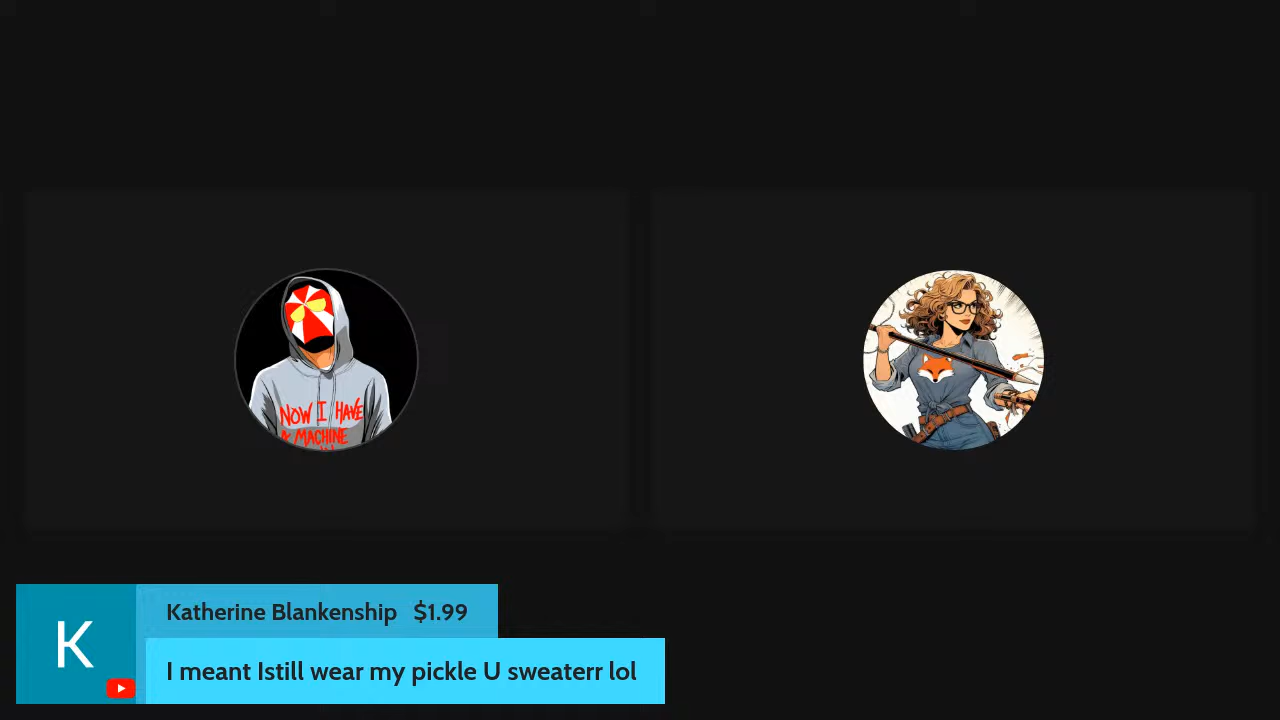 NOW I HAVE
A MACHINE
K
Katherine Blankenship $1.99
I meant Istill wear my pickle U sweaterr lol